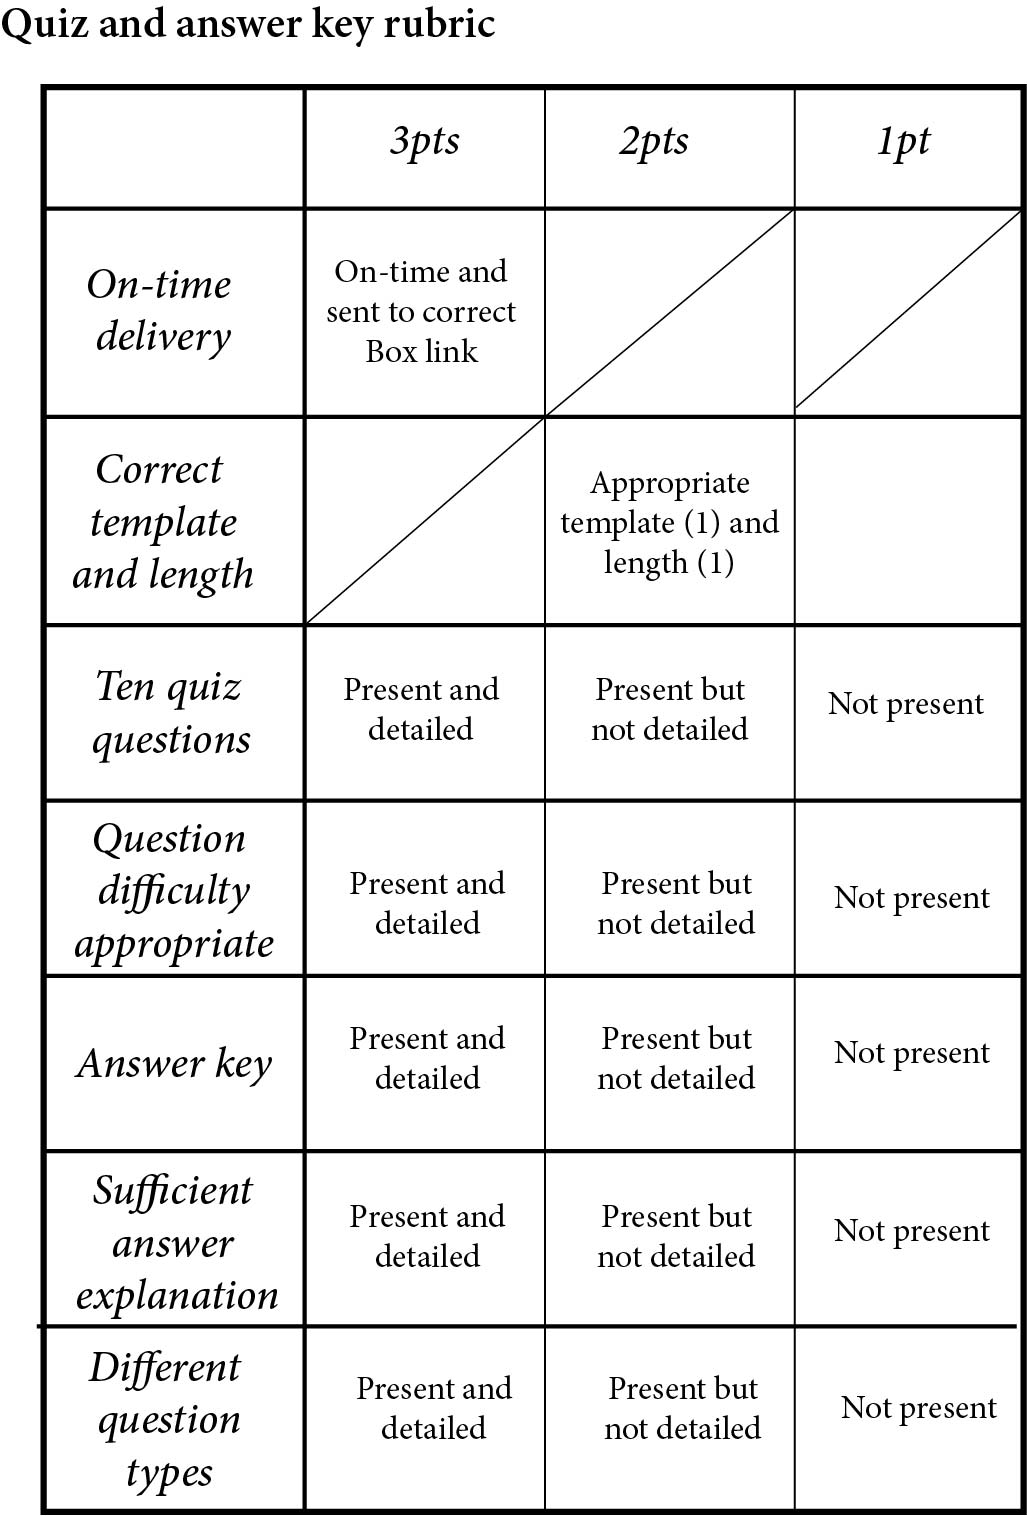 Quiz and answer key rubric
3pts
2pts
1pt
On-time
delivery
On-time and
sent to correct
Box link
Correct
template
and length
Appropriate
template (1) and
length (1)
Ten quiz
questions
Present and
detailed
Present but
not detailed
Not present
Question
difficulty
appropriate
Present and
detailed
Present but
not detailed
Not present
Answer key
Present and
detailed
Present but
not detailed
Not present
Sufficient
answer
explanation
Present and
detailed
Present but
not detailed
Not present
Different
question
types
Present and
detailed
Present but
not detailed
Not present